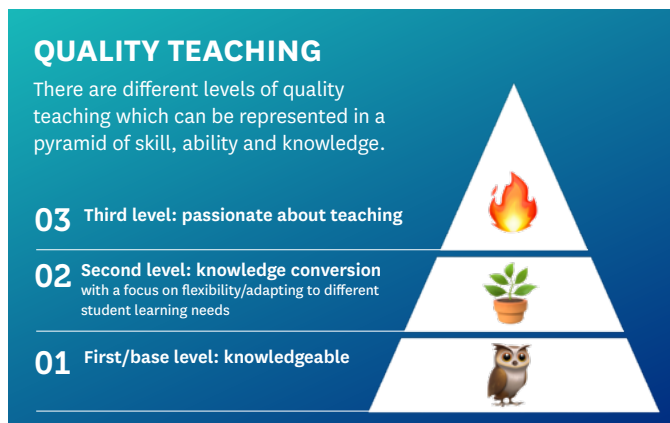 QUALITY TEACHING
There are different levels of quality
teaching which can be represented in a
pyramid of skill, ability and knowledge.
03 Third level: passionate about teaching
02 Second level: knowledge conversion
with a focus on flexibility/adapting to different
student learning needs
01 First/base level: knowledgeable